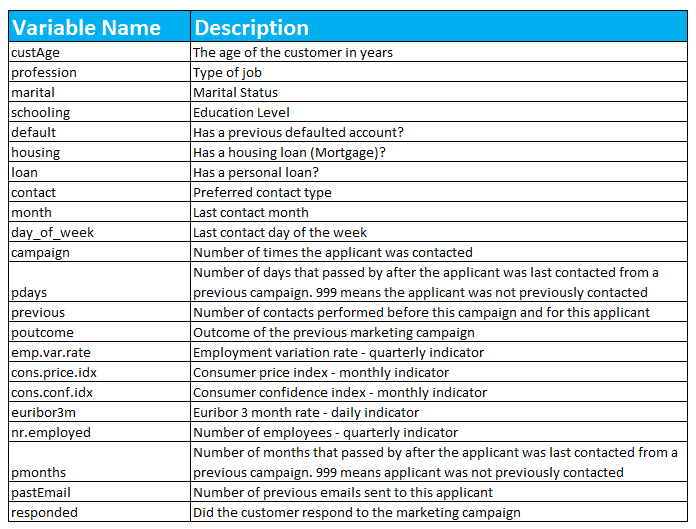 Variable Name Description
custAge The age of the customer in years
profession Type of job
marital Marital Status
schooling Education Level
default Has a previous defaulted account?
housing Has a housing loan (Mortgage)?
loan Has a personal loan?
contact Preferred contact type
month Last contact month
day_of_week Last contact day of the week
campaign Number of times the applicant was contacted
Number of days that passed by after the applicant was last contacted from a
pdays previous campaign. 999 means the applicant was not previously contacted
previous Number of contacts performed before this campaign and for this applicant
poutcome Outcome of the previous marketing campaign
emp.var.rate Employment variation rate - quarterly indicator
cons.price.idx Consumer price index - monthly indicator
cons.conf.idx Consumer confidence index - monthly indicator
euribor3m Euribor 3 month rate - daily indicator
nr.employed Number of employees - quarterly indicator
Number of months that passed by after the applicant was last contacted from a
pmonths previous campaign. 999 means applicant was not previously contacted
pastEmail Number of previous emails sent to this applicant
responded Did the customer respond to the marketing campaign